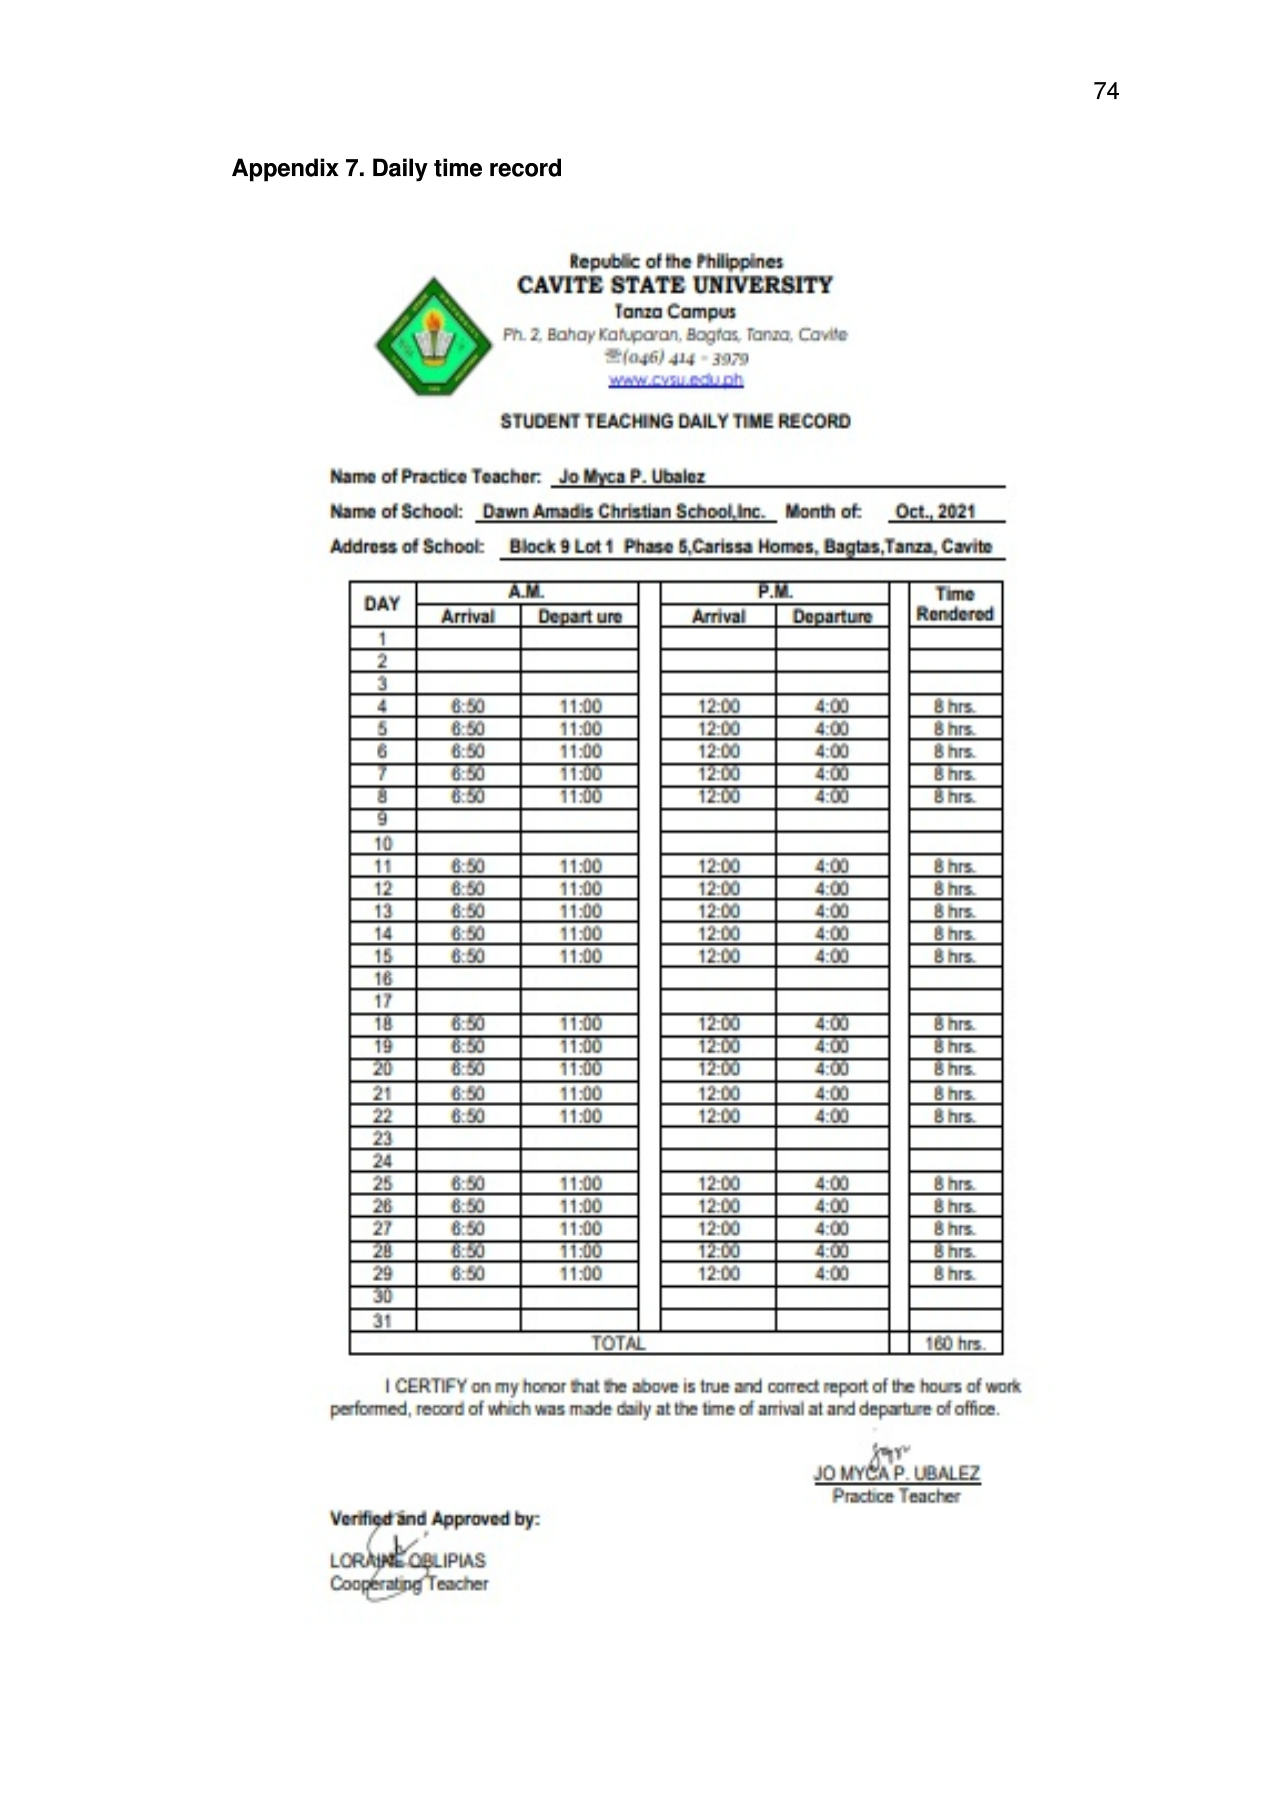 74
Appendix 7. Daily time record
Republic of the Philippines
CAVITE STATE UNIVERSITY
Tanza Campus
Ph. 2, Bahay Katuparan, Bagtas, Tanza, Cavite
☏(046) 414 - 3979
www.cvsu.edu.ph
STUDENT TEACHING DAILY TIME RECORD
Name of Practice Teacher: Jo Myca P. Ubalez
Name of School: Dawn Amadis Christian School,Inc. Month of: Oct., 2021
Address of School: Block 9 Lot 1 Phase 5,Carissa Homes, Bagtas,Tanza, Cavite
DAY A.M. P.M. Time Rendered
Arrival Depart ure Arrival Departure
1
2
3
4 6:50 11:00 12:00 4:00 8 hrs.
5 6:50 11:00 12:00 4:00 8 hrs.
6 6:50 11:00 12:00 4:00 8 hrs.
7 6:50 11:00 12:00 4:00 8 hrs.
8 6:50 11:00 12:00 4:00 8 hrs.
9
10
11 6:50 11:00 12:00 4:00 8 hrs.
12 6:50 11:00 12:00 4:00 8 hrs.
13 6:50 11:00 12:00 4:00 8 hrs.
14 6:50 11:00 12:00 4:00 8 hrs.
15 6:50 11:00 12:00 4:00 8 hrs.
16
17
18 6:50 11:00 12:00 4:00 8 hrs.
19 6:50 11:00 12:00 4:00 8 hrs.
20 6:50 11:00 12:00 4:00 8 hrs.
21 6:50 11:00 12:00 4:00 8 hrs.
22 6:50 11:00 12:00 4:00 8 hrs.
23
24
25 6:50 11:00 12:00 4:00 8 hrs.
26 6:50 11:00 12:00 4:00 8 hrs.
27 6:50 11:00 12:00 4:00 8 hrs.
28 6:50 11:00 12:00 4:00 8 hrs.
29 6:50 11:00 12:00 4:00 8 hrs.
30
31
TOTAL 160 hrs.
I CERTIFY on my honor that the above is true and correct report of the hours of work
performed, record of which was made daily at the time of arrival at and departure of office.
JO MYCA P. UBALEZ
Practice Teacher
Verified and Approved by:
LORAINE OBLIPIAS
Cooperating Teacher